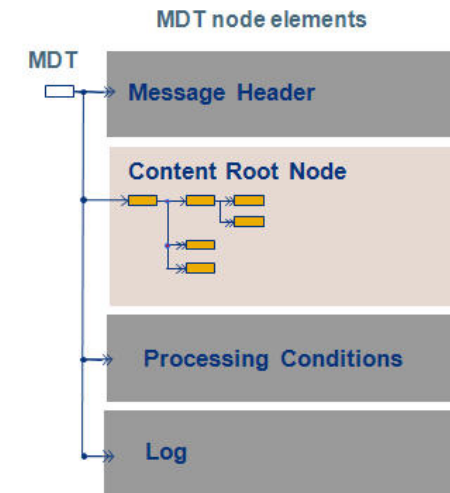 MDT node elements
MDT
Message Header
Content Root Node
Processing Conditions
Log